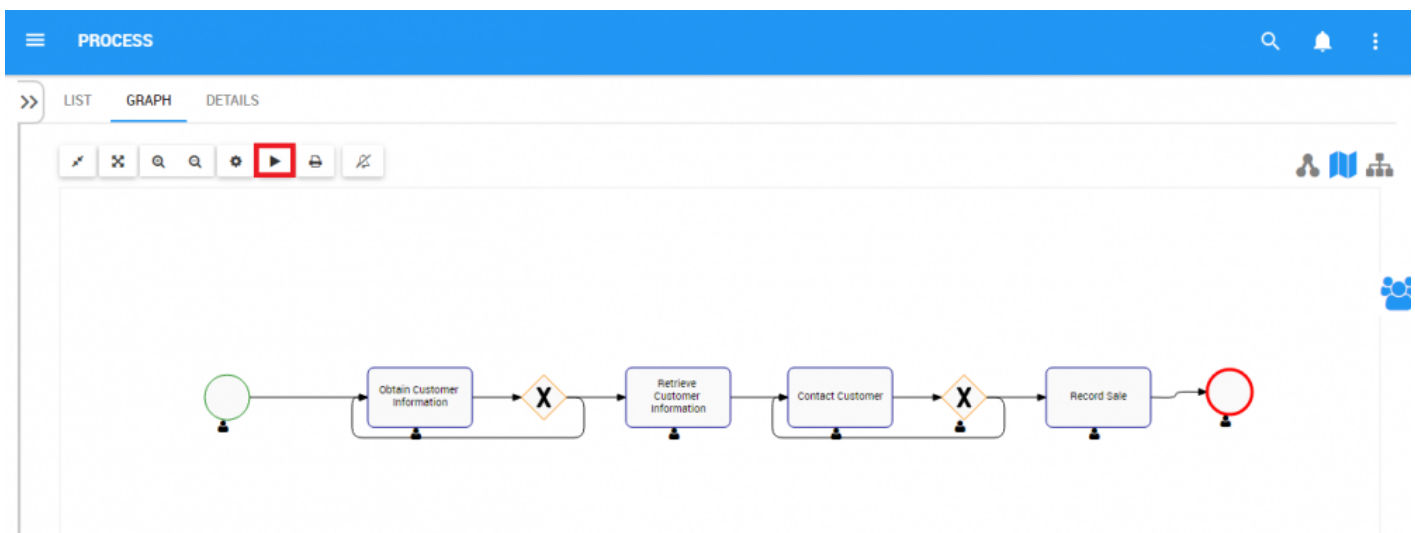 PROCESS
LIST GRAPH DETAILS
Obtain Customer
Information
X
Retrieve
Customer
Information
Contact Customer
X
Record Sale